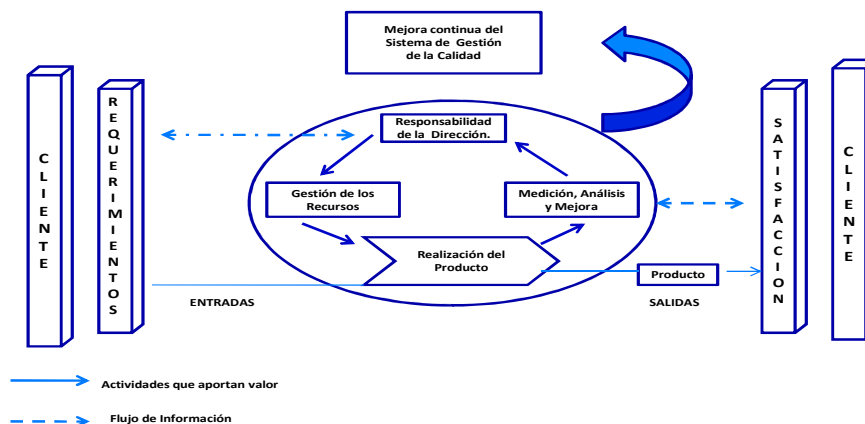 Mejora continua del
Sistema de Gestión
de la Calidad
CLIENTE
REQUERIMIENTOS
Responsabilidad
de la Dirección.
Gestión de los
Recursos
Medición, Análisis
y Mejora
Realización del
Producto
ENTRADAS
Producto
SALIDAS
SATISFACCION
CLIENTE
Actividades que aportan valor
Flujo de Información